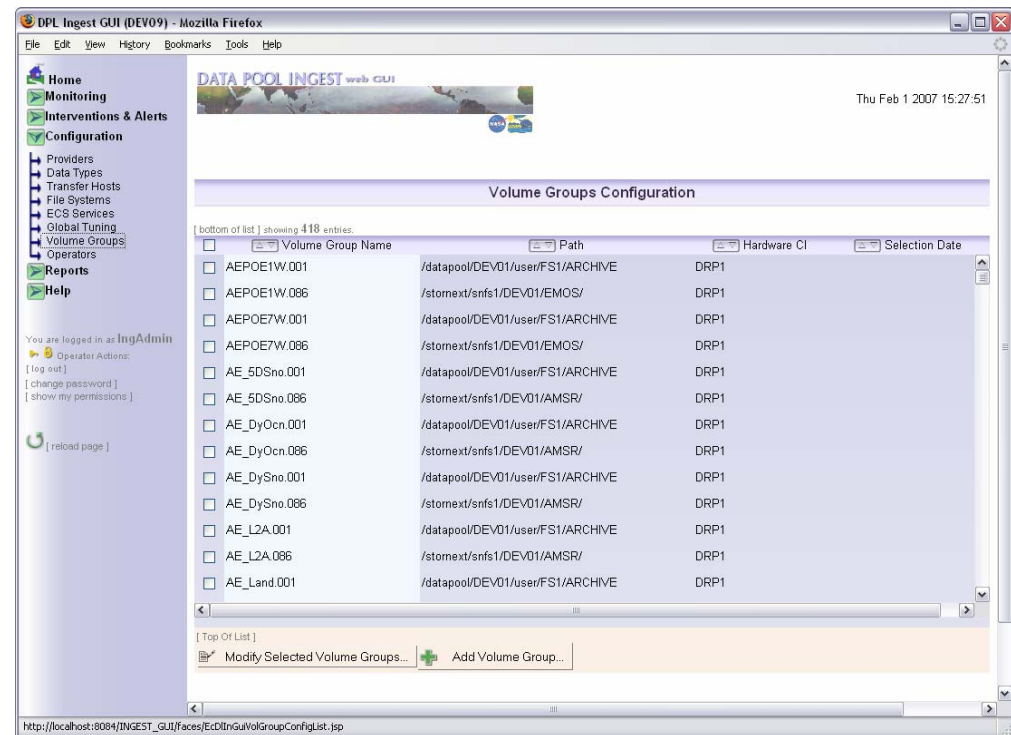 DPL Ingest GUI (DEV09) - Mozilla Firefox
File Edit View History Bookmarks Tools Help
Home
Monitoring
Interventions & Alerts
Configuration
Providers
Data Types
Transfer Hosts
File Systems
ECS Services
Global Tuning
Volume Groups
Operators
Reports
Help
You are logged in as IngAdmin
Operator Actions:
[ log out ]
[ change password ]
[ show my permissions ]
[ reload page ]
DATA POOL INGEST web GUI
Thu Feb 1 2007 15:27:51
NASA
Volume Groups Configuration
[ bottom of list ] showing 418 entries.
Volume Group Name Path Hardware CI Selection Date
AEPOE1W.001 /datapool/DEV01/user/FS1/ARCHIVE DRP1
AEPOE1W.086 /stornext/snfs1/DEV01/EMOS/ DRP1
AEPOE7W.001 /datapool/DEV01/user/FS1/ARCHIVE DRP1
AEPOE7W.086 /stornext/snfs1/DEV01/EMOS/ DRP1
AE_5DSno.001 /datapool/DEV01/user/FS1/ARCHIVE DRP1
AE_5DSno.086 /stornext/snfs1/DEV01/AMSR/ DRP1
AE_DyOcn.001 /datapool/DEV01/user/FS1/ARCHIVE DRP1
AE_DyOcn.086 /stornext/snfs1/DEV01/AMSR/ DRP1
AE_DySno.001 /datapool/DEV01/user/FS1/ARCHIVE DRP1
AE_DySno.086 /stornext/snfs1/DEV01/AMSR/ DRP1
AE_L2A.001 /datapool/DEV01/user/FS1/ARCHIVE DRP1
AE_L2A.086 /stornext/snfs1/DEV01/AMSR/ DRP1
AE_Land.001 /datapool/DEV01/user/FS1/ARCHIVE DRP1
[ Top Of List ]
Modify Selected Volume Groups... Add Volume Group...
http://localhost:8084/INGEST_GUI/faces/EcDlInGuiVolGroupConfigList.jsp